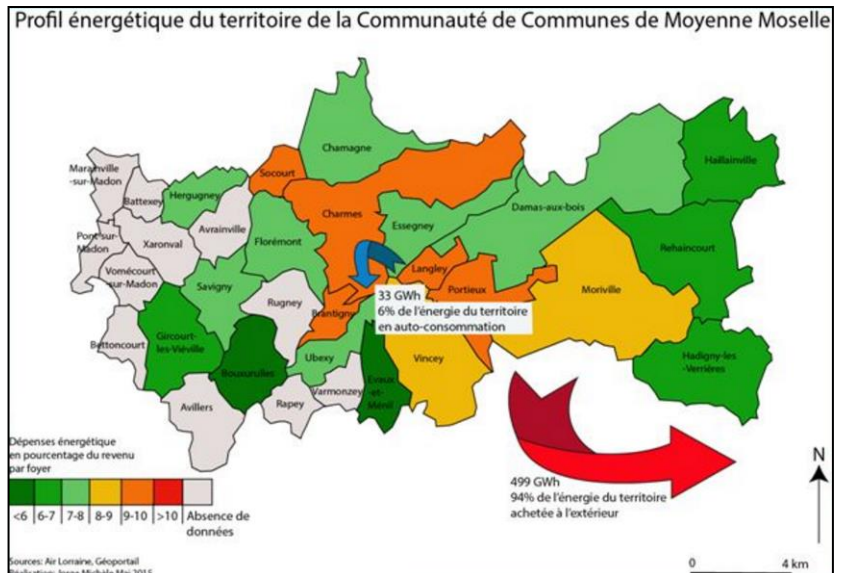 Profil énergétique du territoire de la Communauté de Communes de Moyenne Moselle
Chamagne
Haillainville
Marainville
-sur-Madon
Socourt
Hergugney
Battexey
Charmes
Damas-aux-bois
Essegney
Avrainville
Pont-sur-
Madon
Xaronval
Florémont
Rehaincourt
Langley
Vomécourt
sur-Madon
Savigny
Portieux
Moriville
Rugney
33 GWh
6% de l'énergie du territoire
en auto-consommation
Brantigny
Gircourt-
les-Viéville
Bettoncourt
Ubexy
Vincey
Hadigny-les
-Verrières
Bouxurulles
Evaux
-et-
Ménil
Varmonzey
Avillers
Rapey
Dépenses énergétique
en pourcentage du revenu
par foyer
<6 6-7 7-8 8-9 9-10 >10 Absence de
données
499 GWh
94% de l'énergie du territoire
achetée à l'extérieur
N
0 4 km
Sources: Air Lorraine, Géoportail